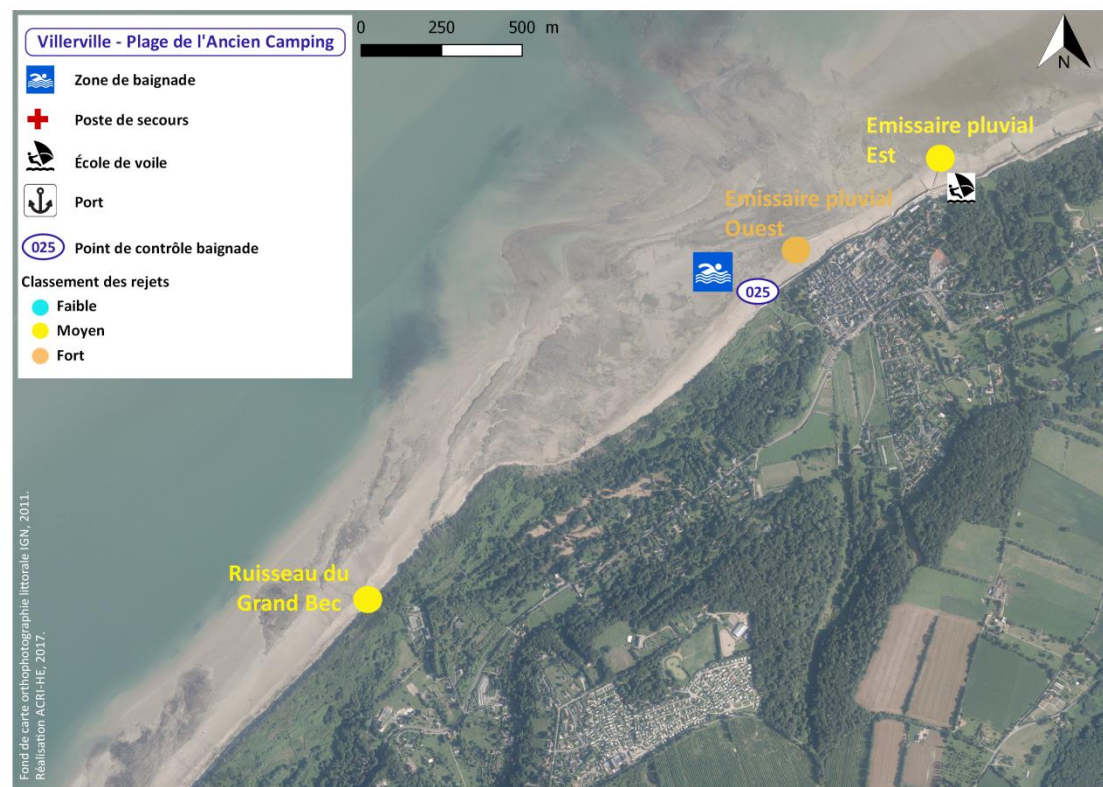 Villerville - Plage de l'Ancien Camping
Zone de baignade
Poste de secours
École de voile
Port
025 Point de contrôle baignade
Classement des rejets
Faible
Moyen
Fort
0 250 500 m
N
Emissaire pluvial
Est
Emissaire pluvial
Ouest
025
Ruisseau du
Grand Bec
Fond de carte orthophotographie littorale IGN, 2011.
Réalisation ACRI-HE, 2017.